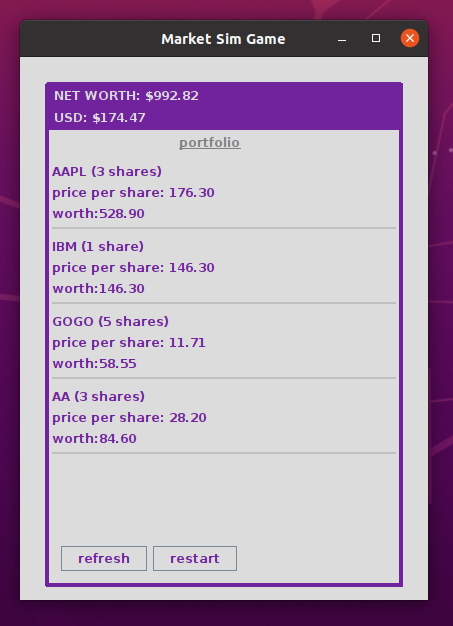 Market Sim Game
NET WORTH: $992.82
USD: $174.47
portfolio
AAPL (3 shares)
price per share: 176.30
worth:528.90
IBM (1 share)
price per share: 146.30
worth:146.30
GOGO (5 shares)
price per share: 11.71
worth:58.55
AA (3 shares)
price per share: 28.20
worth:84.60
refresh restart